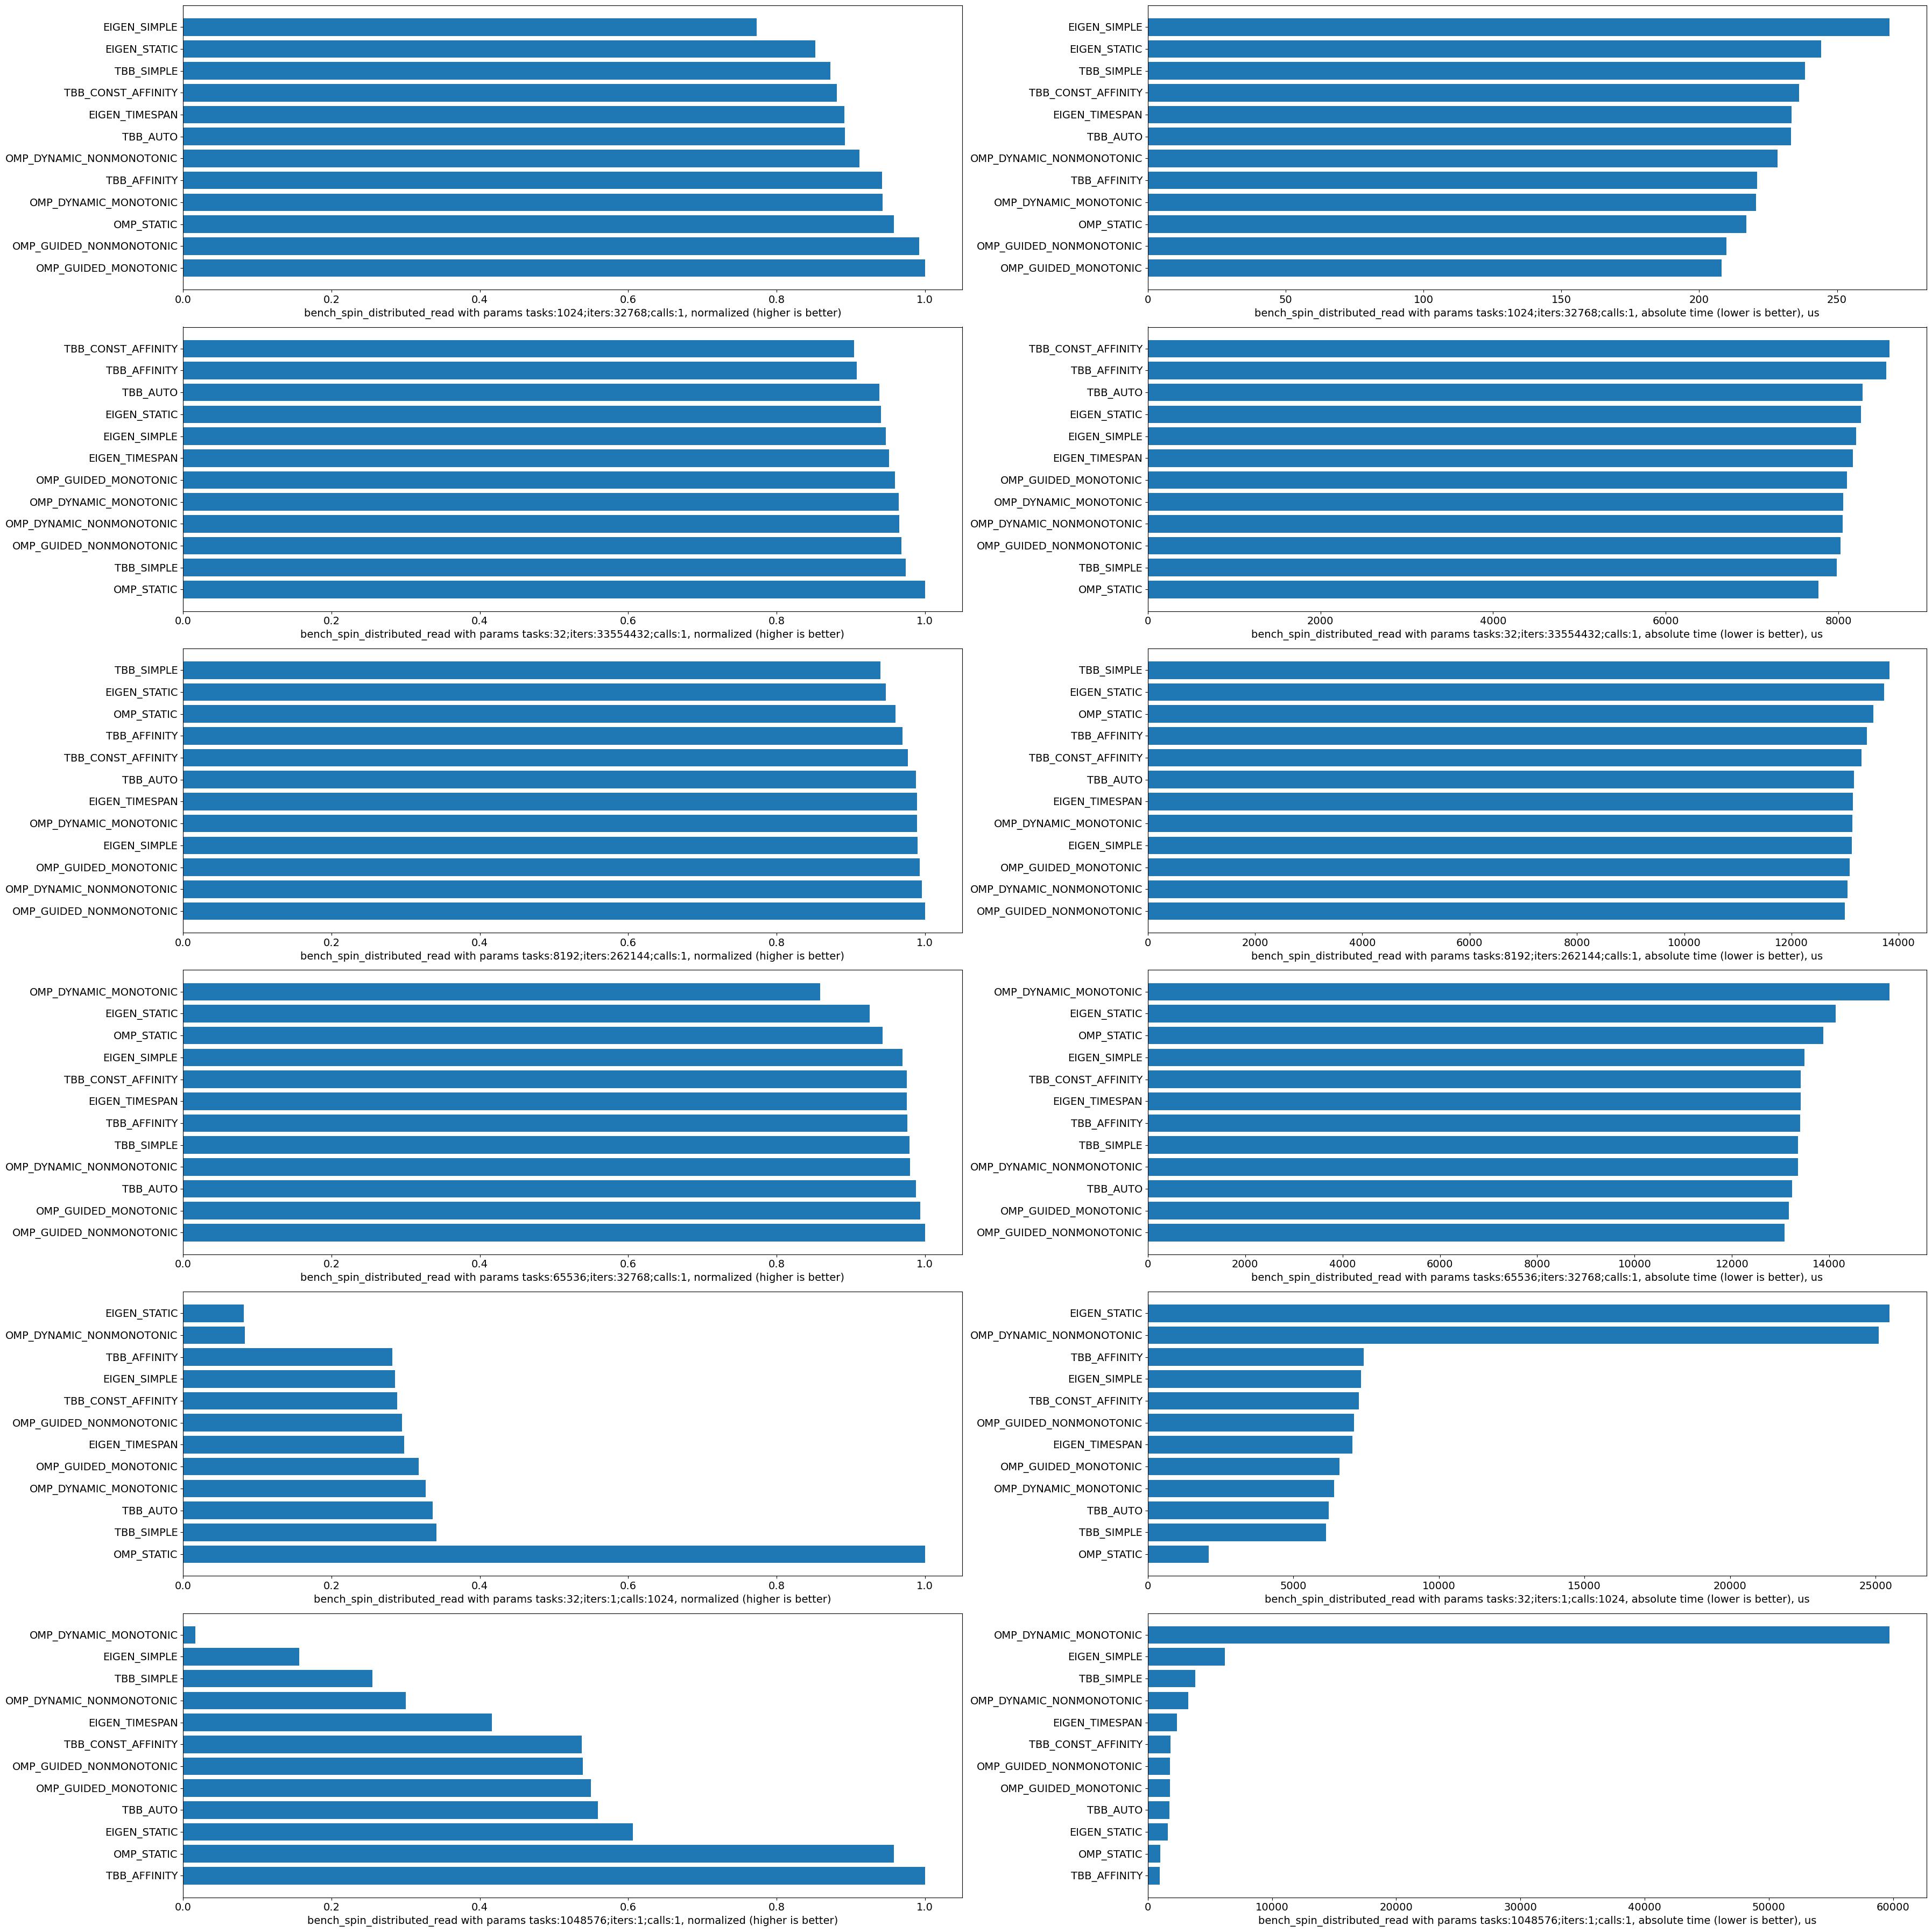 EIGEN_SIMPLE
EIGEN_STATIC
TBB_SIMPLE
TBB_CONST_AFFINITY
EIGEN_TIMESPAN
TBB_AUTO
OMP_DYNAMIC_NONMONOTONIC
TBB_AFFINITY
OMP_DYNAMIC_MONOTONIC
OMP_STATIC
OMP_GUIDED_NONMONOTONIC
OMP_GUIDED_MONOTONIC
0.0 0.2 0.4 0.6 0.8 1.0
bench_spin_distributed_read with params tasks:1024;iters:32768;calls:1, normalized (higher is better)
EIGEN_SIMPLE
EIGEN_STATIC
TBB_SIMPLE
TBB_CONST_AFFINITY
EIGEN_TIMESPAN
TBB_AUTO
OMP_DYNAMIC_NONMONOTONIC
TBB_AFFINITY
OMP_DYNAMIC_MONOTONIC
OMP_STATIC
OMP_GUIDED_NONMONOTONIC
OMP_GUIDED_MONOTONIC
0 50 100 150 200 250
bench_spin_distributed_read with params tasks:1024;iters:32768;calls:1, absolute time (lower is better), us
TBB_CONST_AFFINITY
TBB_AFFINITY
TBB_AUTO
EIGEN_STATIC
EIGEN_SIMPLE
EIGEN_TIMESPAN
OMP_GUIDED_MONOTONIC
OMP_DYNAMIC_MONOTONIC
OMP_DYNAMIC_NONMONOTONIC
OMP_GUIDED_NONMONOTONIC
TBB_SIMPLE
OMP_STATIC
0.0 0.2 0.4 0.6 0.8 1.0
bench_spin_distributed_read with params tasks:32;iters:33554432;calls:1, normalized (higher is better)
TBB_CONST_AFFINITY
TBB_AFFINITY
TBB_AUTO
EIGEN_STATIC
EIGEN_SIMPLE
EIGEN_TIMESPAN
OMP_GUIDED_MONOTONIC
OMP_DYNAMIC_MONOTONIC
OMP_DYNAMIC_NONMONOTONIC
OMP_GUIDED_NONMONOTONIC
TBB_SIMPLE
OMP_STATIC
0 2000 4000 6000 8000
bench_spin_distributed_read with params tasks:32;iters:33554432;calls:1, absolute time (lower is better), us
TBB_SIMPLE
EIGEN_STATIC
OMP_STATIC
TBB_AFFINITY
TBB_CONST_AFFINITY
TBB_AUTO
EIGEN_TIMESPAN
OMP_DYNAMIC_MONOTONIC
EIGEN_SIMPLE
OMP_GUIDED_MONOTONIC
OMP_DYNAMIC_NONMONOTONIC
OMP_GUIDED_NONMONOTONIC
0.0 0.2 0.4 0.6 0.8 1.0
bench_spin_distributed_read with params tasks:8192;iters:262144;calls:1, normalized (higher is better)
TBB_SIMPLE
EIGEN_STATIC
OMP_STATIC
TBB_AFFINITY
TBB_CONST_AFFINITY
TBB_AUTO
EIGEN_TIMESPAN
OMP_DYNAMIC_MONOTONIC
EIGEN_SIMPLE
OMP_GUIDED_MONOTONIC
OMP_DYNAMIC_NONMONOTONIC
OMP_GUIDED_NONMONOTONIC
0 2000 4000 6000 8000 10000 12000 14000
bench_spin_distributed_read with params tasks:8192;iters:262144;calls:1, absolute time (lower is better), us
OMP_DYNAMIC_MONOTONIC
EIGEN_STATIC
OMP_STATIC
EIGEN_SIMPLE
TBB_CONST_AFFINITY
EIGEN_TIMESPAN
TBB_AFFINITY
TBB_SIMPLE
OMP_DYNAMIC_NONMONOTONIC
TBB_AUTO
OMP_GUIDED_MONOTONIC
OMP_GUIDED_NONMONOTONIC
0.0 0.2 0.4 0.6 0.8 1.0
bench_spin_distributed_read with params tasks:65536;iters:32768;calls:1, normalized (higher is better)
OMP_DYNAMIC_MONOTONIC
EIGEN_STATIC
OMP_STATIC
EIGEN_SIMPLE
TBB_CONST_AFFINITY
EIGEN_TIMESPAN
TBB_AFFINITY
TBB_SIMPLE
OMP_DYNAMIC_NONMONOTONIC
TBB_AUTO
OMP_GUIDED_MONOTONIC
OMP_GUIDED_NONMONOTONIC
0 2000 4000 6000 8000 10000 12000 14000
bench_spin_distributed_read with params tasks:65536;iters:32768;calls:1, absolute time (lower is better), us
EIGEN_STATIC
OMP_DYNAMIC_NONMONOTONIC
TBB_AFFINITY
EIGEN_SIMPLE
TBB_CONST_AFFINITY
OMP_GUIDED_NONMONOTONIC
EIGEN_TIMESPAN
OMP_GUIDED_MONOTONIC
OMP_DYNAMIC_MONOTONIC
TBB_AUTO
TBB_SIMPLE
OMP_STATIC
0.0 0.2 0.4 0.6 0.8 1.0
bench_spin_distributed_read with params tasks:32;iters:1;calls:1024, normalized (higher is better)
EIGEN_STATIC
OMP_DYNAMIC_NONMONOTONIC
TBB_AFFINITY
EIGEN_SIMPLE
TBB_CONST_AFFINITY
OMP_GUIDED_NONMONOTONIC
EIGEN_TIMESPAN
OMP_GUIDED_MONOTONIC
OMP_DYNAMIC_MONOTONIC
TBB_AUTO
TBB_SIMPLE
OMP_STATIC
0 5000 10000 15000 20000 25000
bench_spin_distributed_read with params tasks:32;iters:1;calls:1024, absolute time (lower is better), us
OMP_DYNAMIC_MONOTONIC
EIGEN_SIMPLE
TBB_SIMPLE
OMP_DYNAMIC_NONMONOTONIC
EIGEN_TIMESPAN
TBB_CONST_AFFINITY
OMP_GUIDED_NONMONOTONIC
OMP_GUIDED_MONOTONIC
TBB_AUTO
EIGEN_STATIC
OMP_STATIC
TBB_AFFINITY
0.0 0.2 0.4 0.6 0.8 1.0
bench_spin_distributed_read with params tasks:1048576;iters:1;calls:1, normalized (higher is better)
OMP_DYNAMIC_MONOTONIC
EIGEN_SIMPLE
TBB_SIMPLE
OMP_DYNAMIC_NONMONOTONIC
EIGEN_TIMESPAN
TBB_CONST_AFFINITY
OMP_GUIDED_NONMONOTONIC
OMP_GUIDED_MONOTONIC
TBB_AUTO
EIGEN_STATIC
OMP_STATIC
TBB_AFFINITY
0 10000 20000 30000 40000 50000 60000
bench_spin_distributed_read with params tasks:1048576;iters:1;calls:1, absolute time (lower is better), us